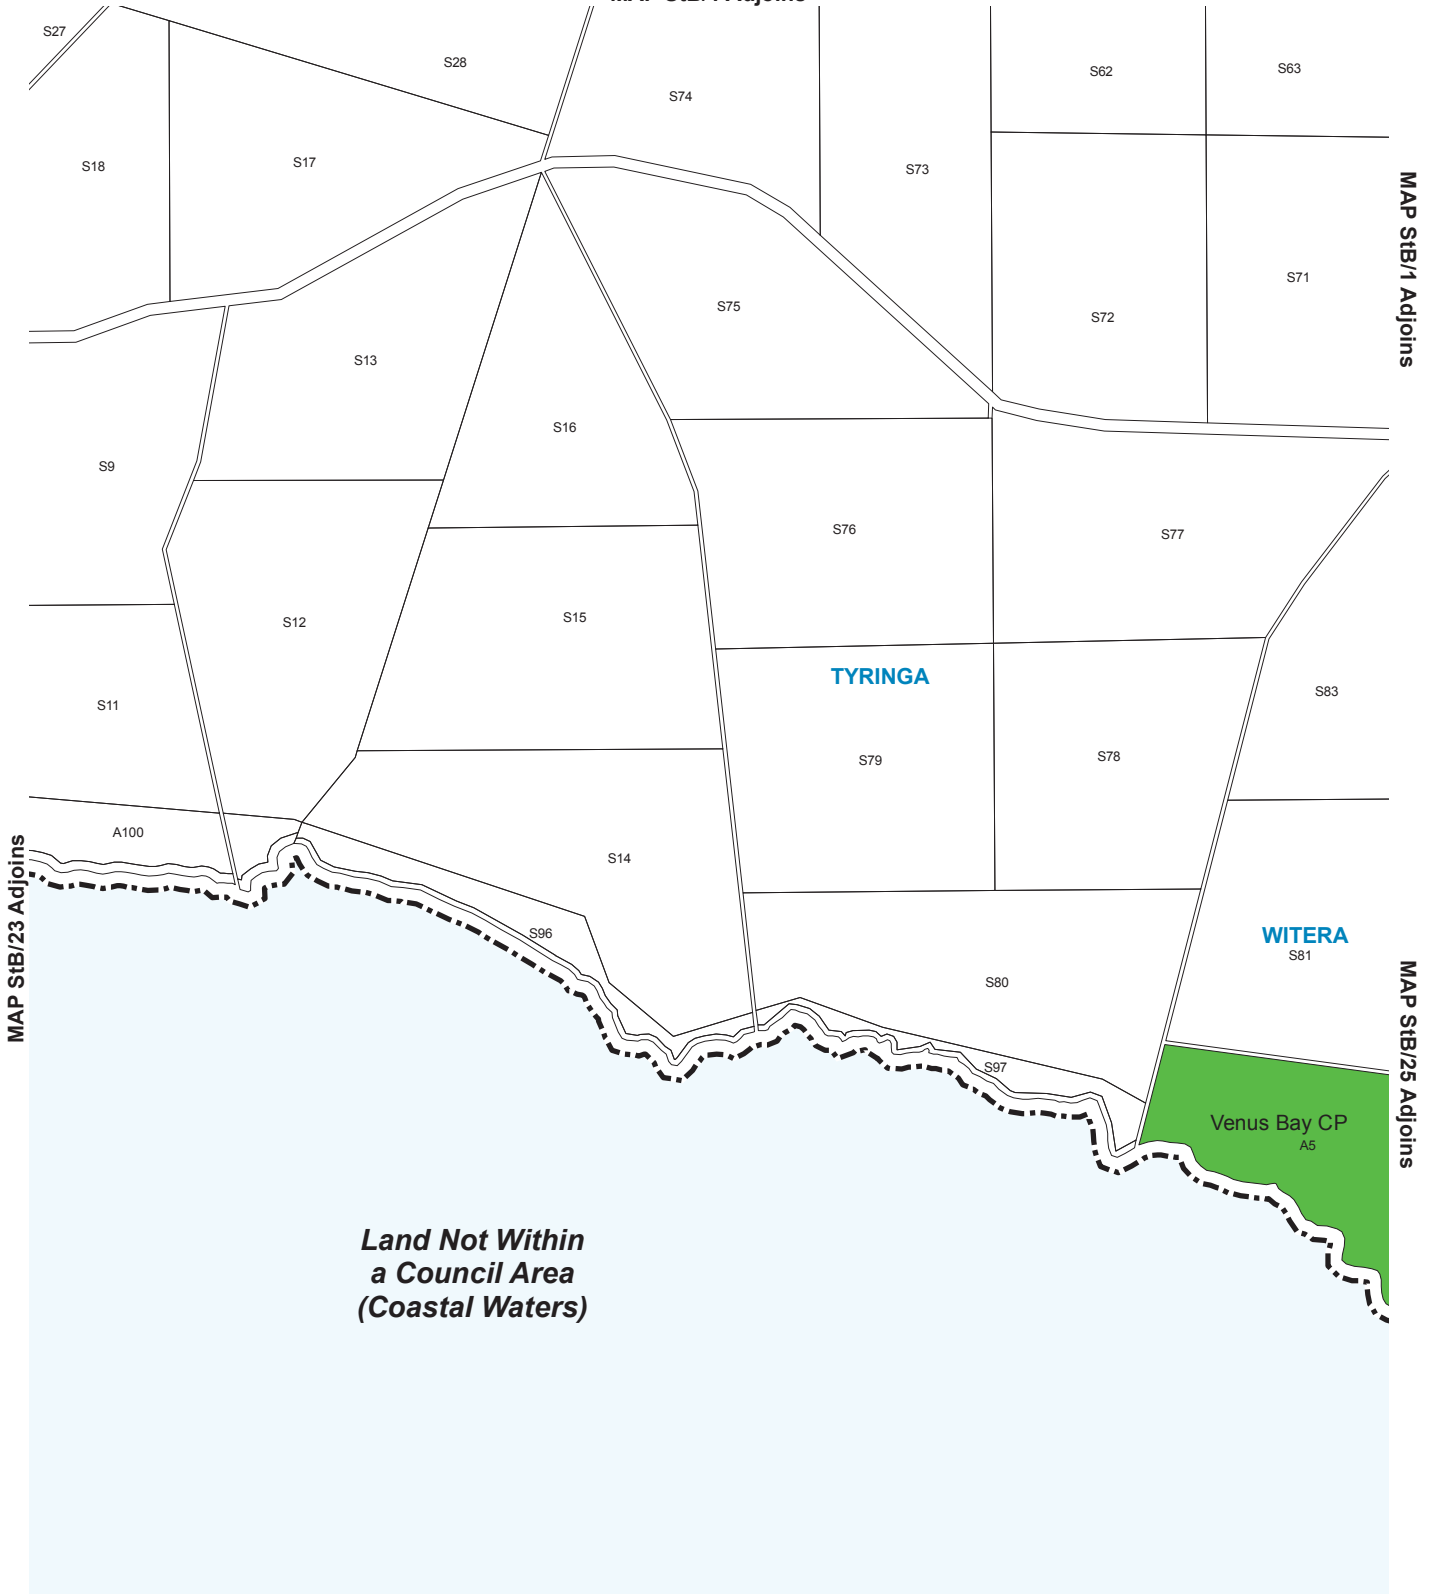 S27
S28
S74
S62
S63
S18
S17
S73
MAP StB/1 Adjoins
S75
S71
S72
S13
S16
S9
S76
S77
S12
S15
TYRINGA
S11
S83
S79
S78
A100
S14
MAP StB/23 Adjoins
S96
WITERA
S81
S80
MAP StB/25 Adjoins
S97
Venus Bay CP
A5
Land Not Within
a Council Area
(Coastal Waters)